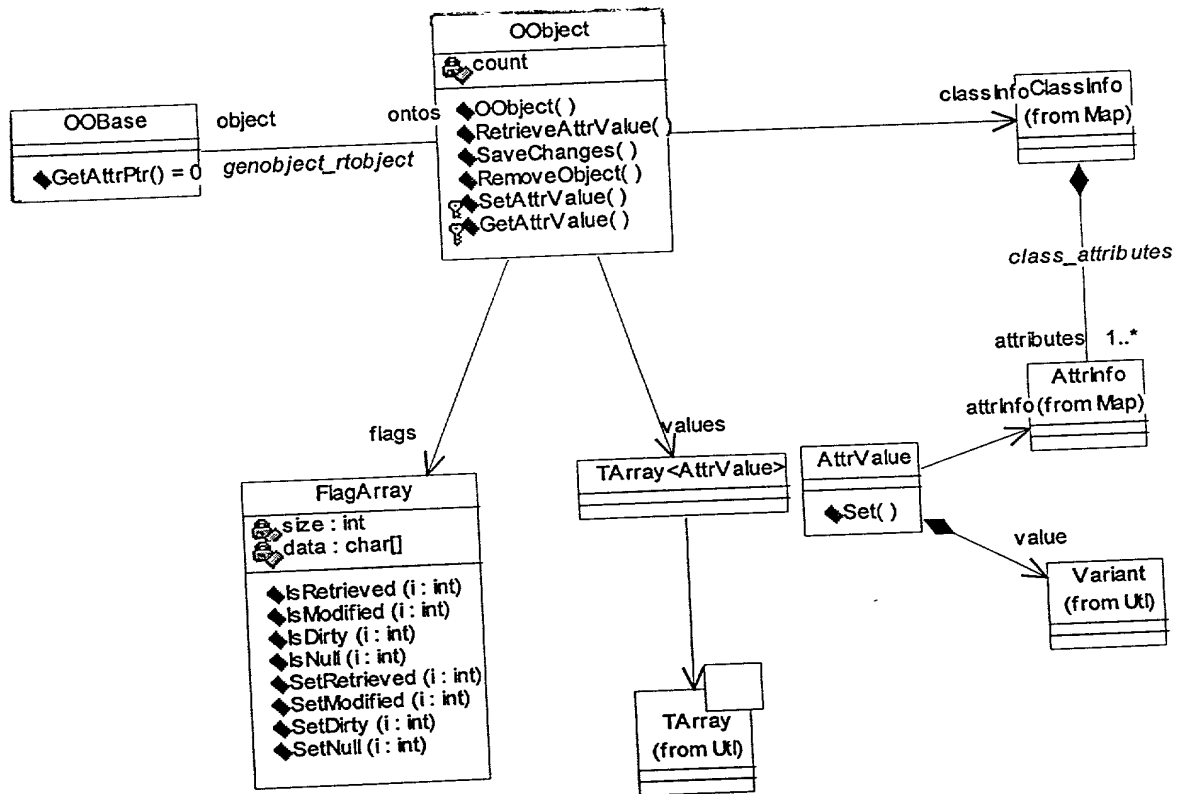 OObject
count
OObject( )
RetrieveAttrValue( )
SaveChanges( )
RemoveObject( )
SetAttrValue( )
GetAttrValue( )
OOBase
GetAttrPtr() = 0
object
ontos
genobject_rtobject
classInfo
ClassInfo
(from Map)
class_attributes
attributes 1..*
AttrInfo
(from Map)
attrInfo
flags
values
FlagArray
size : int
data : char[]
IsRetrieved (i : int)
IsModified (i : int)
IsDirty (i : int)
IsNull (i : int)
SetRetrieved (i : int)
SetModified (i : int)
SetDirty (i : int)
SetNull (i : int)
TArray<AttrValue>
AttrValue
Set( )
value
Variant
(from Utl)
TArray
(from Utl)